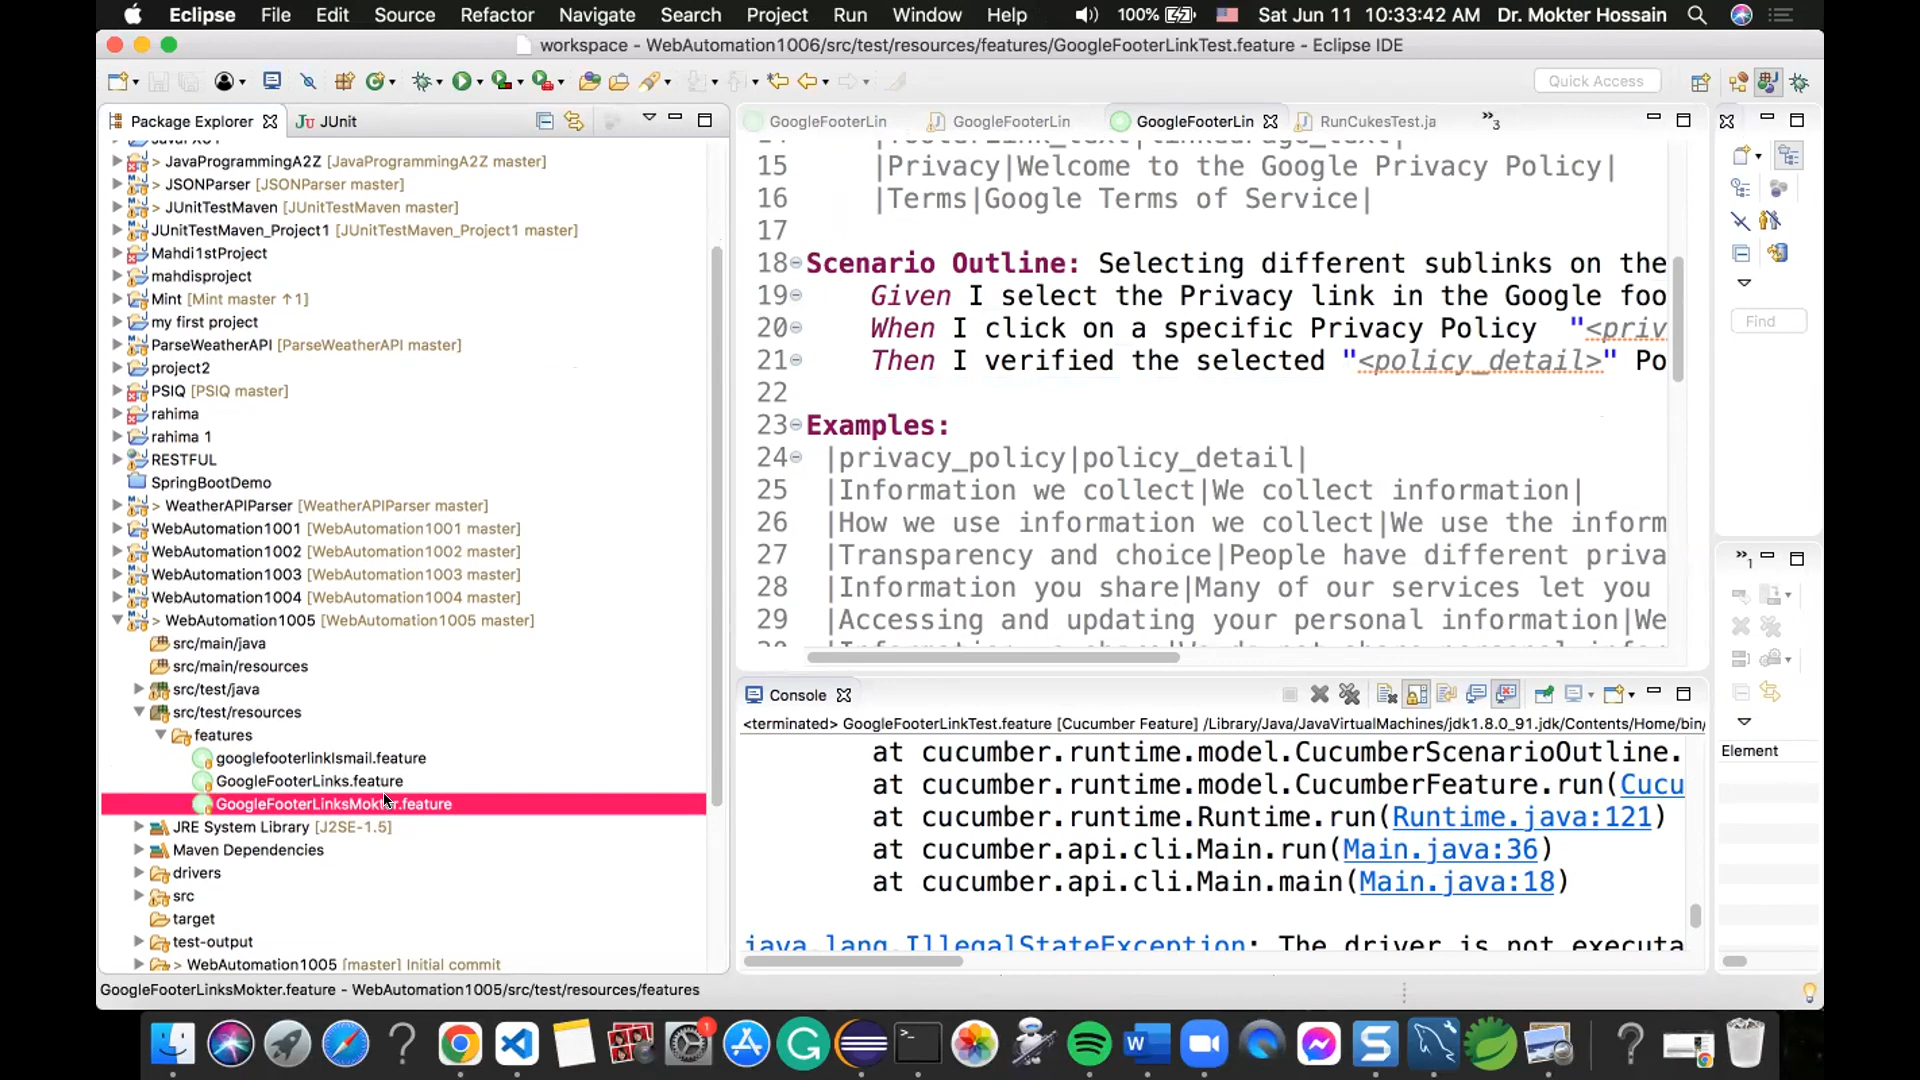 Eclipse File Edit Source Refactor Navigate Search Project Run Window Help 100% Sat Jun 11 10:33:42 AM Dr. Mokter Hossain
workspace - WebAutomation1006/src/test/resources/features/GoogleFooterLinkTest.feature - Eclipse IDE
Quick Access
Package Explorer JUnit
JavaProgrammingA2Z [JavaProgrammingA2Z master]
> JSONParser [JSONParser master]
> JUnitTestMaven [JUnitTestMaven master]
JUnitTestMaven_Project1 [JUnitTestMaven_Project1 master]
Mahdi1stProject
mahdisproject
Mint [Mint master ↑1]
my first project
ParseWeatherAPI [ParseWeatherAPI master]
project2
PSIQ [PSIQ master]
rahima
rahima 1
RESTFUL
SpringBootDemo
> WeatherAPIParser [WeatherAPIParser master]
WebAutomation1001 [WebAutomation1001 master]
WebAutomation1002 [WebAutomation1002 master]
WebAutomation1003 [WebAutomation1003 master]
WebAutomation1004 [WebAutomation1004 master]
> WebAutomation1005 [WebAutomation1005 master]
src/main/java
src/main/resources
src/test/java
src/test/resources
features
googlefooterlinkIsmail.feature
GoogleFooterLinks.feature
GoogleFooterLinksMokter.feature
JRE System Library [J2SE-1.5]
Maven Dependencies
drivers
src
target
test-output
> WebAutomation1005 [master] Initial commit
GoogleFooterLinksMokter.feature - WebAutomation1005/src/test/resources/features
GoogleFooterLin GoogleFooterLin GoogleFooterLin RunCukesTest.ja »3
15 |Privacy|Welcome to the Google Privacy Policy|
16 |Terms|Google Terms of Service|
17
18 Scenario Outline: Selecting different sublinks on the
19 Given I select the Privacy link in the Google foo
20 When I click on a specific Privacy Policy "<priv
21 Then I verified the selected "<policy_detail>" Po
22
23 Examples:
24 |privacy_policy|policy_detail|
25 |Information we collect|We collect information|
26 |How we use information we collect|We use the inform
27 |Transparency and choice|People have different priva
28 |Information you share|Many of our services let you
29 |Accessing and updating your personal information|We
Console
<terminated> GoogleFooterLinkTest.feature [Cucumber Feature] /Library/Java/JavaVirtualMachines/jdk1.8.0_91.jdk/Contents/Home/bin/
at cucumber.runtime.model.CucumberScenarioOutline.
at cucumber.runtime.model.CucumberFeature.run(Cucu
at cucumber.runtime.Runtime.run(Runtime.java:121)
at cucumber.api.cli.Main.run(Main.java:36)
at cucumber.api.cli.Main.main(Main.java:18)
java.lang.IllegalStateException: The driver is not executa
Find
»1
Element
1